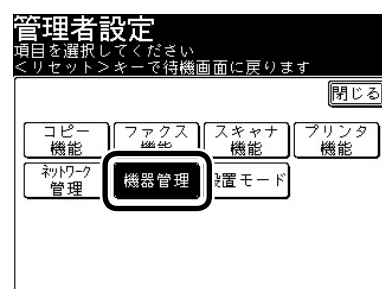 管理者設定
項目を選択してください
<リセット>キーで待機画面に戻ります
閉じる
コピー
機能
ファクス
機能
スキャナ
機能
プリンタ
機能
ネットワーク
管理
機器管理
設置モード